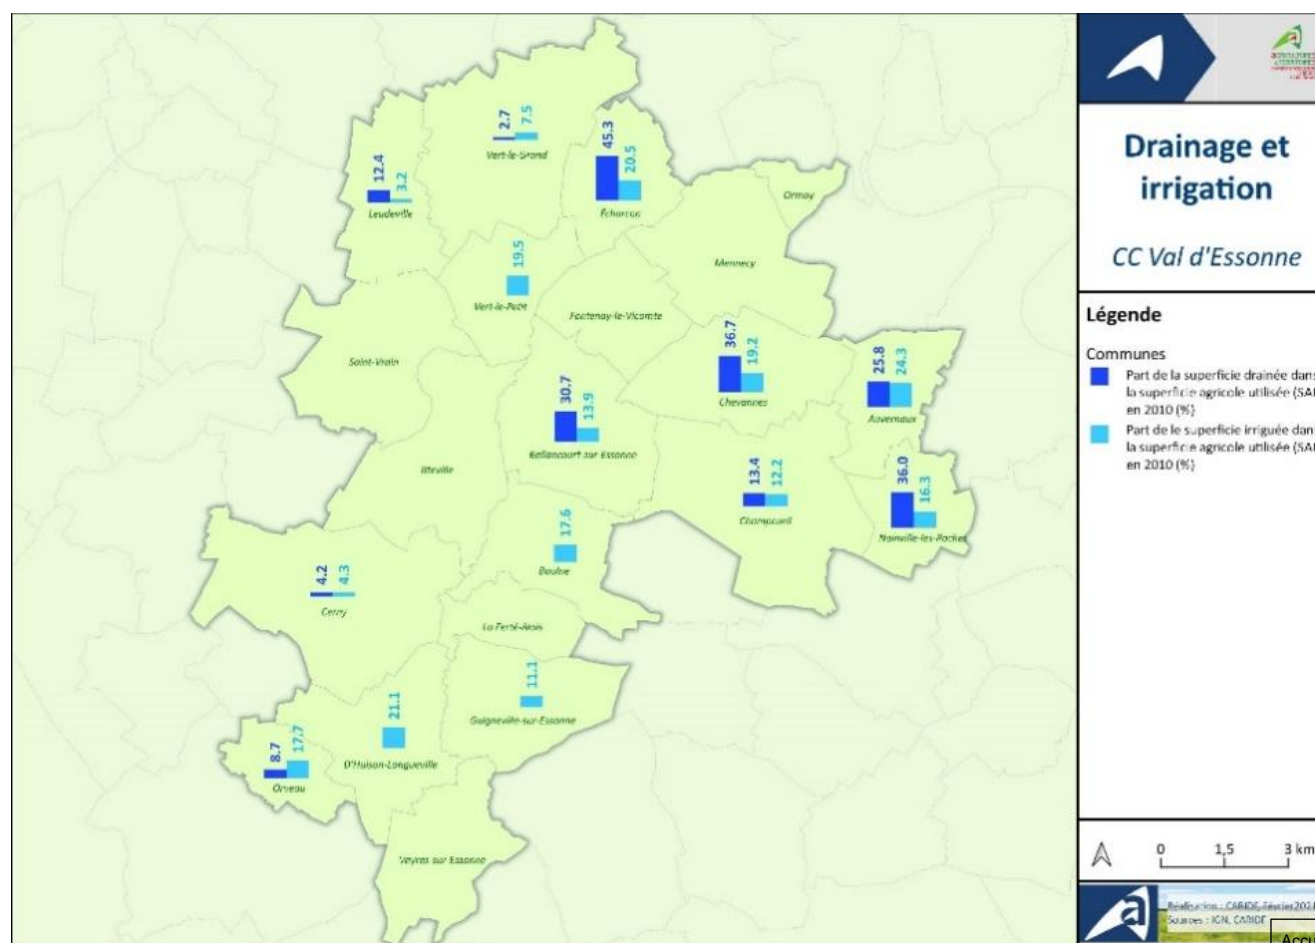 2.7
7.5
Vert-le-Grand
45.3
20.5
Écharcon
12.4
3.2
Leudeville
Ormoy
Mennecy
19.5
Vert-le-Petit
Fontenay-le-Vicomte
Saint-Vrain
36.7
19.2
Chevannes
25.8
24.3
Auvernaux
30.7
13.9
Ballancourt sur Essonne
Itteville
13.4
12.2
Champcueil
36.0
16.3
Nainville-les-Roches
17.6
Baulne
4.2
4.3
Cerny
La Ferté-Alais
11.1
Guigneville-sur-Essonne
21.1
D'Huison-Longueville
8.7
17.7
Orveau
Vayres sur Essonne
Drainage et
irrigation
CC Val d'Essonne
Légende
Communes
Part de la superficie drainée dans
la superficie agricole utilisée (SAU
en 2010 (%)
Part de le superficie irriguée dans
la superficie agricole utilisée (SAU
en 2010 (%)
0 1,5 3 km
Réalisation : CARIDF, Février 2021
Sources : IGN, CARIDF
Accu